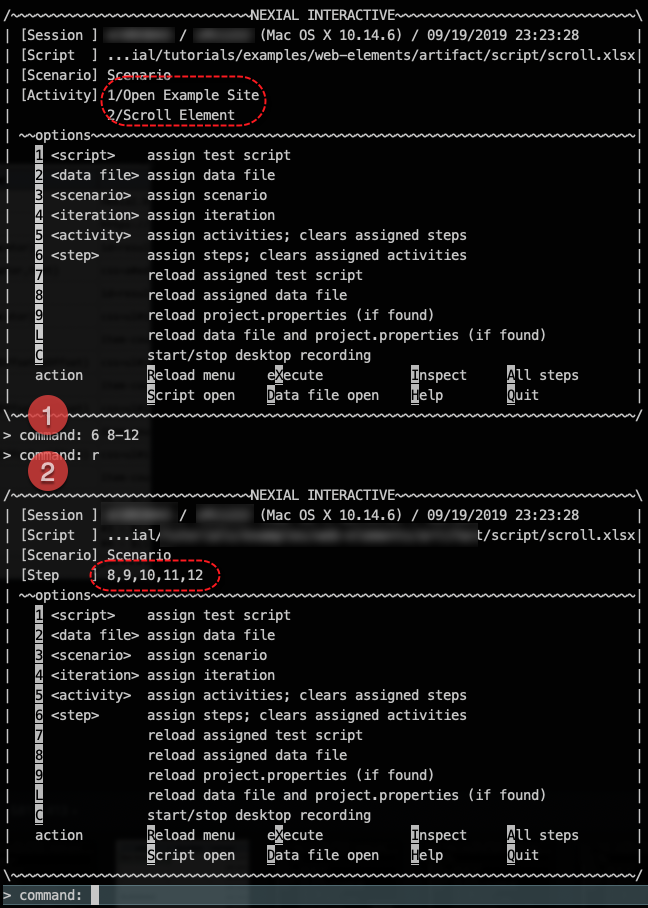 /~~~~~~~~~~~~~~~~~~~~~~~~~~~~~NEXIAL INTERACTIVE~~~~~~~~~~~~~~~~~~~~~~~~~~~~~\
| [Session ] / (Mac OS X 10.14.6) / 09/19/2019 23:23:28 |
| [Script ] ...ial/tutorials/examples/web-elements/artifact/script/scroll.xlsx|
| [Scenario] Scenario |
| [Activity] 1/Open Example Site |
| 2/Scroll Element |
| ~~options~~~~~~~~~~~~~~~~~~~~~~~~~~~~~~~~~~~~~~~~~~~~~~~~~~~~~~~~~~~~~~~~~~~~|
| 1 <script> assign test script |
| 2 <data file> assign data file |
| 3 <scenario> assign scenario |
| 4 <iteration> assign iteration |
| 5 <activity> assign activities; clears assigned steps |
| 6 <step> assign steps; clears assigned activities |
| 7 reload assigned test script |
| 8 reload assigned data file |
| 9 reload project.properties (if found) |
| L reload data file and project.properties (if found) |
| C start/stop desktop recording |
| action Reload menu eXecute Inspect All steps |
| Script open Data file open Help Quit |
\~~~~~~~~~~~~~~~~~~~~~~~~~~~~~~~~~~~~~~~~~~~~~~~~~~~~~~~~~~~~~~~~~~~~~~~~~~~~~~/
1
> command: 6 8-12
> command: r
2
/~~~~~~~~~~~~~~~~~~~~~~~~~~~~~NEXIAL INTERACTIVE~~~~~~~~~~~~~~~~~~~~~~~~~~~~~\
| [Session ] / (Mac OS X 10.14.6) / 09/19/2019 23:23:28 |
| [Script ] ...ial/ t/script/scroll.xlsx|
| [Scenario] Scenario |
| [Step ] 8,9,10,11,12 |
| ~~options~~~~~~~~~~~~~~~~~~~~~~~~~~~~~~~~~~~~~~~~~~~~~~~~~~~~~~~~~~~~~~~~~~~~|
| 1 <script> assign test script |
| 2 <data file> assign data file |
| 3 <scenario> assign scenario |
| 4 <iteration> assign iteration |
| 5 <activity> assign activities; clears assigned steps |
| 6 <step> assign steps; clears assigned activities |
| 7 reload assigned test script |
| 8 reload assigned data file |
| 9 reload project.properties (if found) |
| L reload data file and project.properties (if found) |
| C start/stop desktop recording |
| action Reload menu eXecute Inspect All steps |
| Script open Data file open Help Quit |
\~~~~~~~~~~~~~~~~~~~~~~~~~~~~~~~~~~~~~~~~~~~~~~~~~~~~~~~~~~~~~~~~~~~~~~~~~~~~~~/
> command: